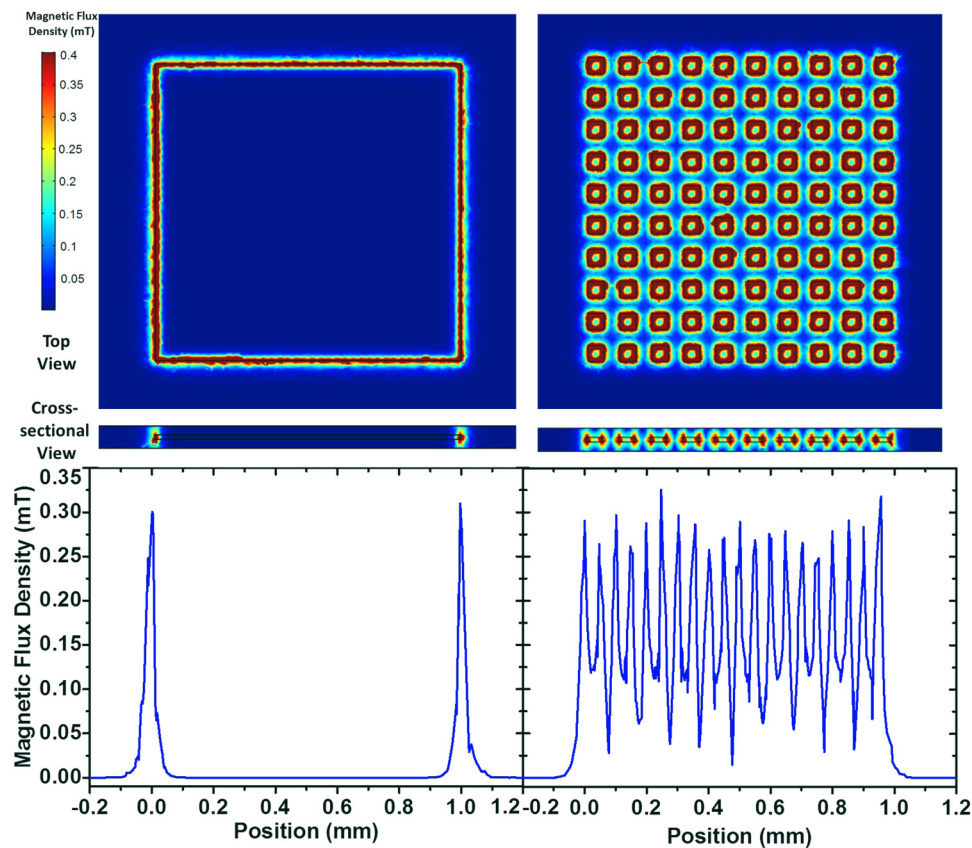 Magnetic Flux
Density (mT)
0.4
0.35
0.3
0.25
0.2
0.15
0.1
0.05
Top
View
Cross-
sectional
View
Magnetic Flux Density (mT)
0.35
0.30
0.25
0.20
0.15
0.10
0.05
0.00
-0.2 0.0 0.2 0.4 0.6 0.8 1.0 1.2
-0.2 0.0 0.2 0.4 0.6 0.8 1.0 1.2
Position (mm)
Position (mm)